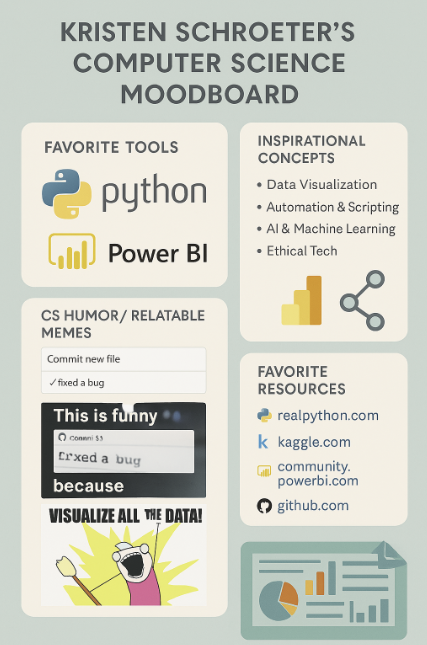 KRISTEN SCHROETER'S
COMPUTER SCIENCE
MOODBOARD
FAVORITE TOOLS
python
Power BI
INSPIRATIONAL
CONCEPTS
• Data Visualization
• Automation & Scripting
• AI & Machine Learning
• Ethical Tech
CS HUMOR/ RELATABLE
MEMES
Commit new file
✓fixed a bug
This is funny
Commit $3
frxed a bug
because
VISUALIZE ALL THE DATA!
FAVORITE
RESOURCES
realpython.com
k kaggle.com
community.
powerbi.com
github.com